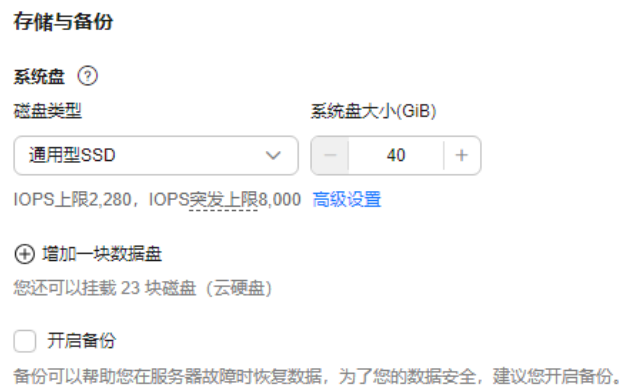 存储与备份
系统盘 ?
磁盘类型 系统盘大小(GiB)
通用型SSD − 40 +
IOPS上限2,280，IOPS突发上限8,000 高级设置
增加一块数据盘
您还可以挂载 23 块磁盘（云硬盘）
开启备份
备份可以帮助您在服务器故障时恢复数据，为了您的数据安全，建议您开启备份。